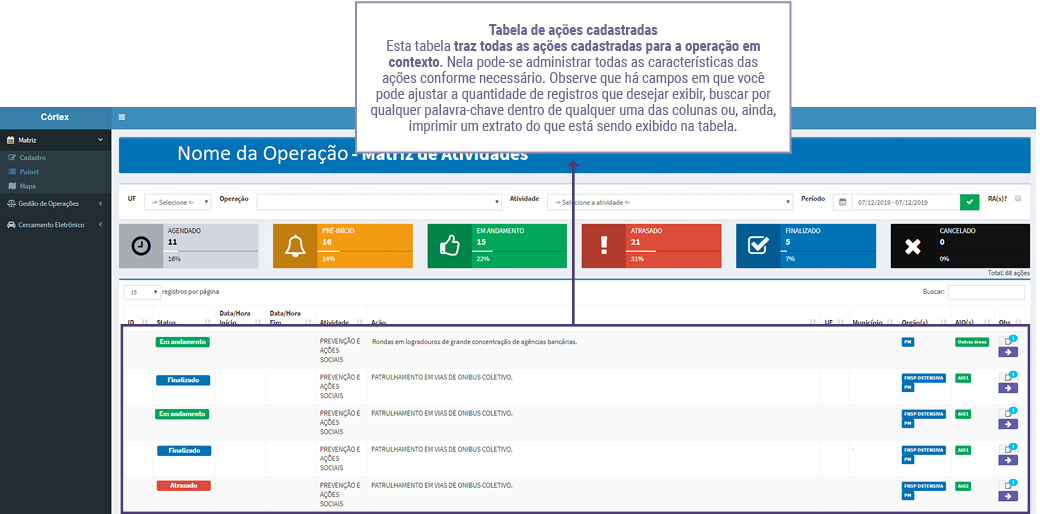 Tabela de ações cadastradas
Esta tabela traz todas as ações cadastradas para a operação em
contexto. Nela pode-se administrar todas as características das
ações conforme necessário. Observe que há campos em que você
pode ajustar a quantidade de registros que desejar exibir, buscar por
qualquer palavra-chave dentro de qualquer uma das colunas ou, ainda,
imprimir um extrato do que está sendo exibido na tabela.
Córtex
Matriz
Cadastro
Painel
Mapa
Gestão de Operações
Cercamento Eletrônico
Nome da Operação - Matriz de Atividades
UF -> Selecione <- Operação Atividade -> Selecione a atividade <- Período 07/12/2019 - 07/12/2019 RA(s)?
AGENDADO
11
16%
PRÉ-INÍCIO
16
24%
EM ANDAMENTO
15
22%
ATRASADO
21
31%
FINALIZADO
5
7%
CANCELADO
0
0%
Total: 68 ações
15 registros por página Buscar:
ID Status Data/Hora Início Data/Hora Fim Atividade Ação UF Município Orgão(s) AIO(s) Obs.
Em andamento PREVENÇÃO E AÇÕES SOCIAIS Rondas em logradouros de grande concentração de agências bancárias. PM Outras áreas 1
Finalizado PREVENÇÃO E AÇÕES SOCIAIS PATRULHAMENTO EM VIAS DE ONIBUS COLETIVO. FNSP OSTENSIVA PM AIO1 1
Em andamento PREVENÇÃO E AÇÕES SOCIAIS PATRULHAMENTO EM VIAS DE ONIBUS COLETIVO. FNSP OSTENSIVA PM AIO1 1
Finalizado PREVENÇÃO E AÇÕES SOCIAIS PATRULHAMENTO EM VIAS DE ONIBUS COLETIVO. FNSP OSTENSIVA PM AIO1 1
Atrasado PREVENÇÃO E AÇÕES SOCIAIS PATRULHAMENTO EM VIAS DE ONIBUS COLETIVO. FNSP OSTENSIVA PM AIO2 1